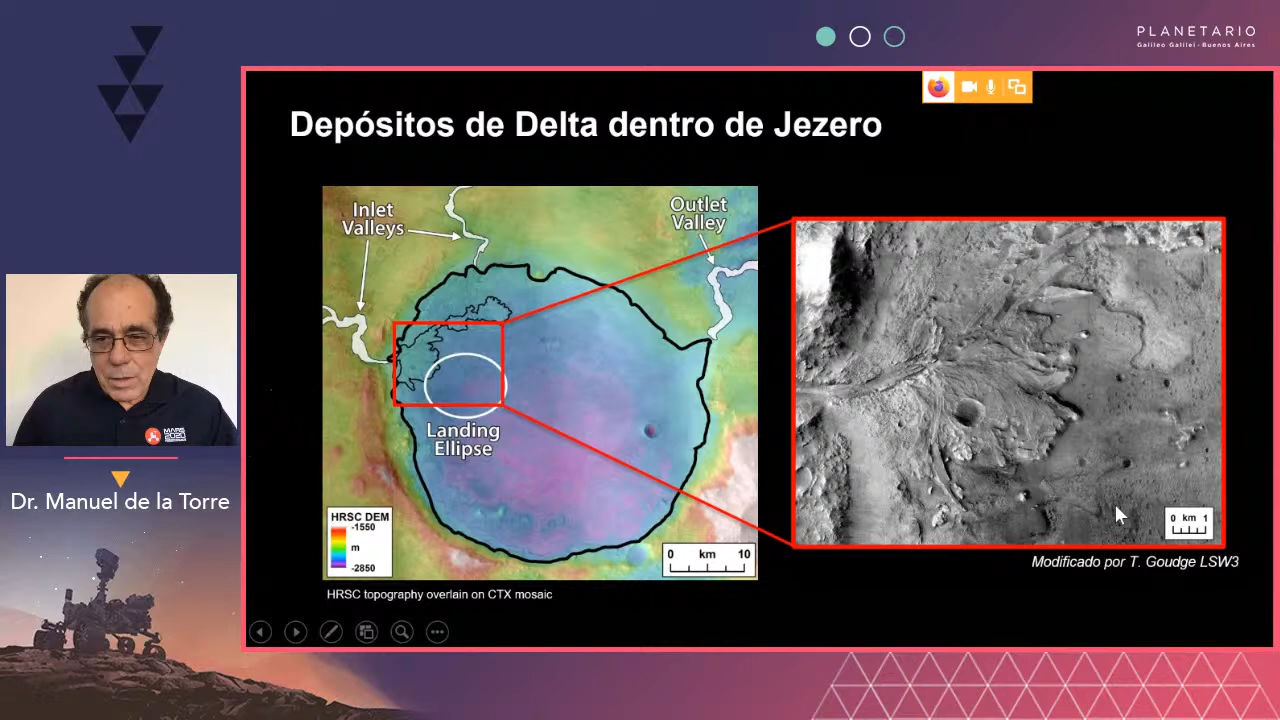 PLANETARIO
Galileo Galilei - Buenos Aires
Depósitos de Delta dentro de Jezero
Inlet
Valleys
Outlet
Valley
Landing
Ellipse
HRSC DEM
-1550
m
-2850
0 km 10
HRSC topography overlain on CTX mosaic
0 km 1
Modificado por T. Goudge LSW3
MARS
2020
Dr. Manuel de la Torre